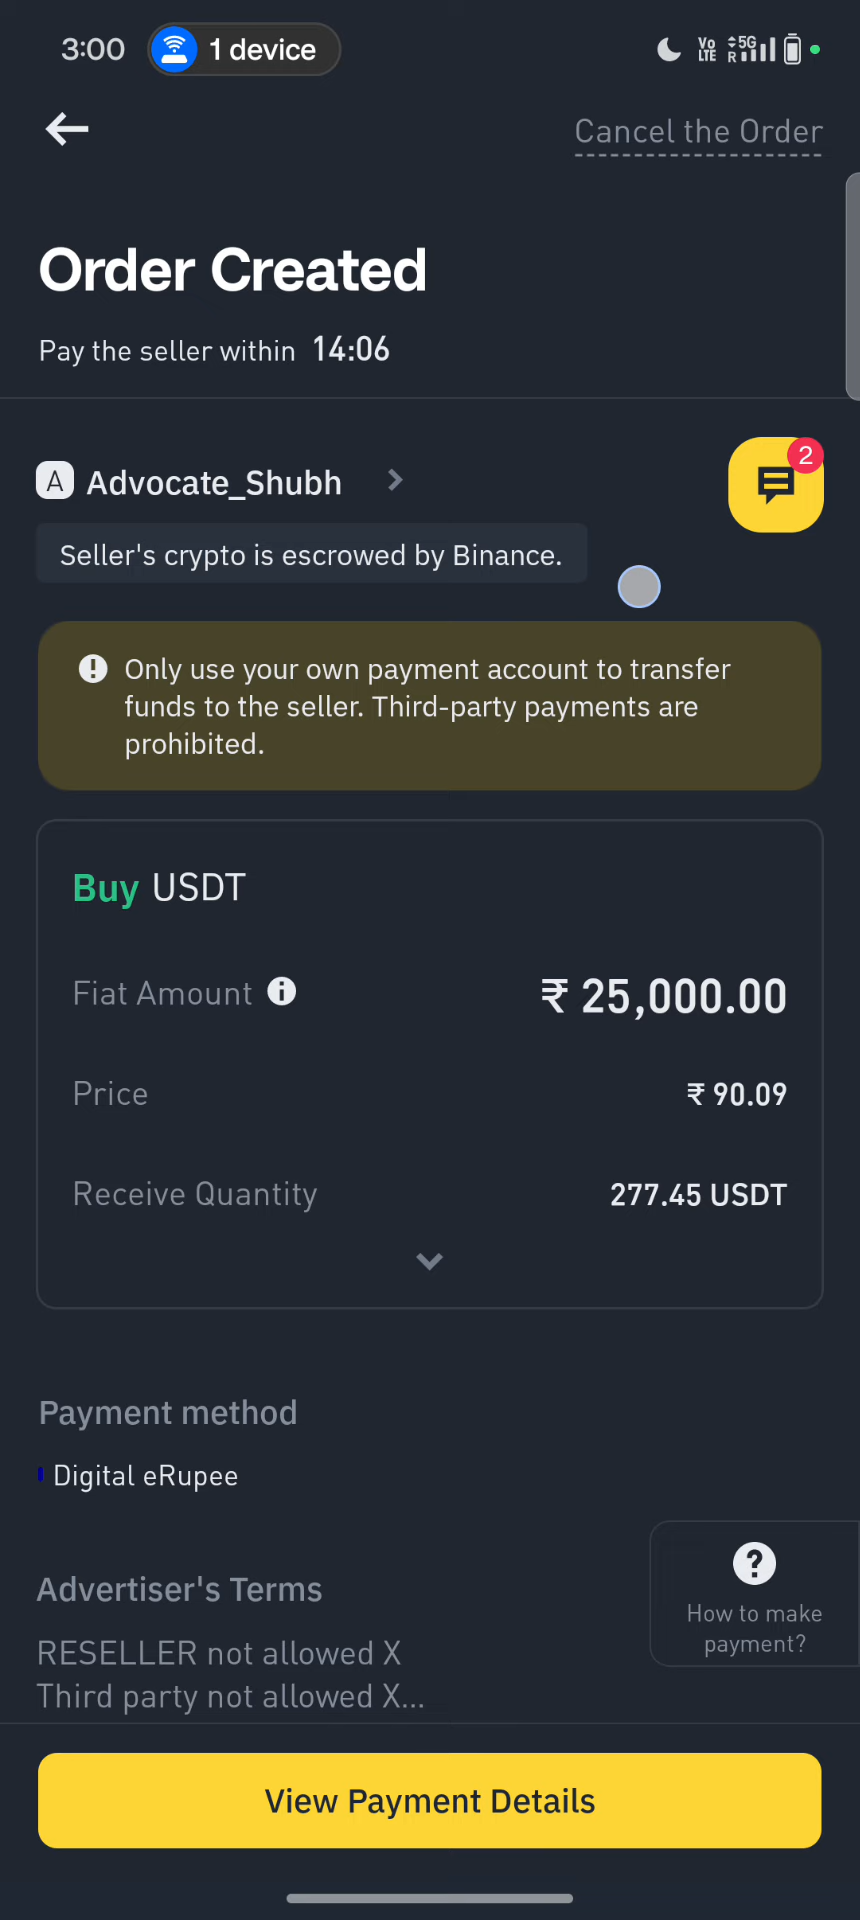 3:00
1 device
Vo
LTE
5G
R
Cancel the Order
Order Created
Pay the seller within 14:06
A Advocate_Shubh
2
Seller's crypto is escrowed by Binance.
Only use your own payment account to transfer
funds to the seller. Third-party payments are
prohibited.
Buy USDT
Fiat Amount ₹ 25,000.00
Price ₹ 90.09
Receive Quantity 277.45 USDT
Payment method
Digital eRupee
Advertiser's Terms
RESELLER not allowed X
Third party not allowed X...
How to make
payment?
View Payment Details